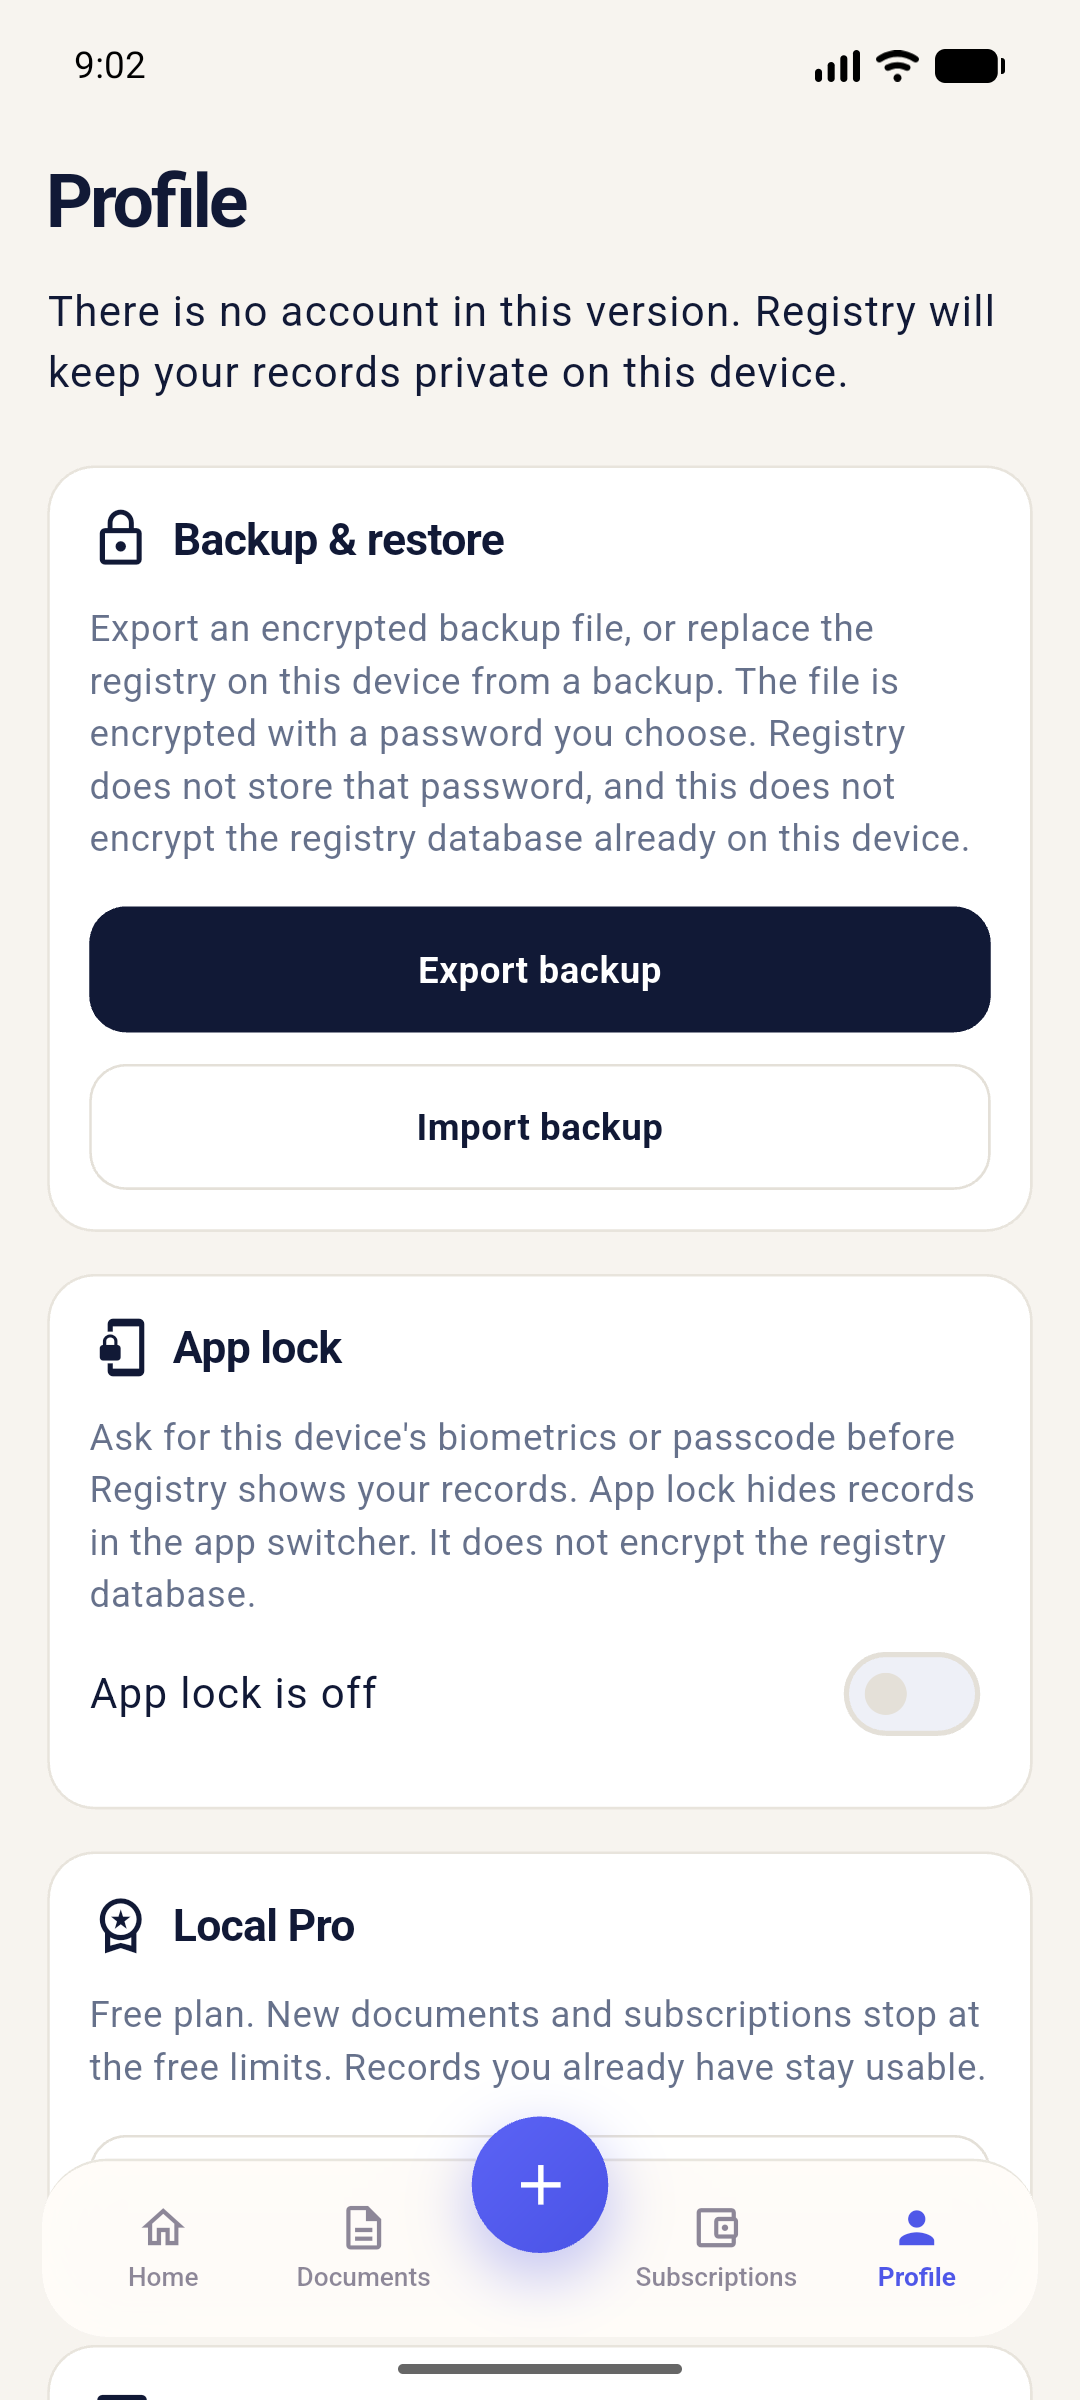 9:02
Profile
There is no account in this version. Registry will
keep your records private on this device.
Backup & restore
Export an encrypted backup file, or replace the
registry on this device from a backup. The file is
encrypted with a password you choose. Registry
does not store that password, and this does not
encrypt the registry database already on this device.
Export backup
Import backup
App lock
Ask for this device's biometrics or passcode before
Registry shows your records. App lock hides records
in the app switcher. It does not encrypt the registry
database.
App lock is off
Local Pro
Free plan. New documents and subscriptions stop at
the free limits. Records you already have stay usable.
Home
Documents
Subscriptions
Profile